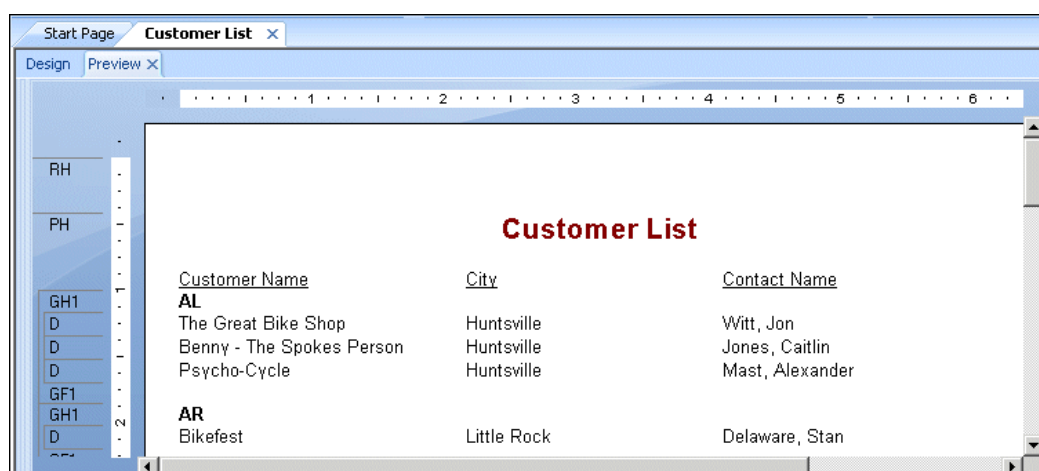 Start Page Customer List ×
Design Preview ×
1 2 3 4 5 6
RH
PH
Customer List
Customer Name City Contact Name
1
GH1 AL
D The Great Bike Shop Huntsville Witt, Jon
D Benny - The Spokes Person Huntsville Jones, Caitlin
D Psycho-Cycle Huntsville Mast, Alexander
GF1
GH1 AR
2
D Bikefest Little Rock Delaware, Stan